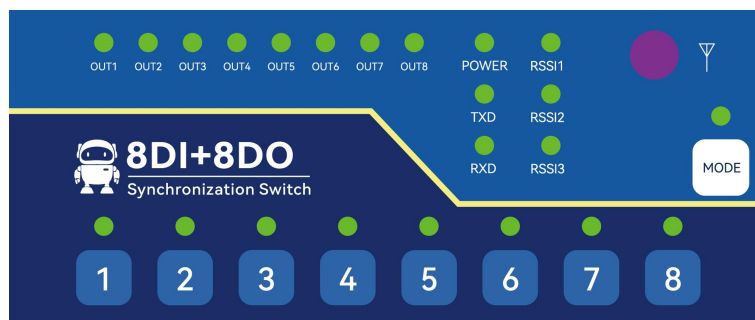 OUT1 OUT2 OUT3 OUT4 OUT5 OUT6 OUT7 OUT8 POWER RSSI1
TXD RSSI2
RXD RSSI3
MODE
8DI+8DO
Synchronization Switch
1 2 3 4 5 6 7 8